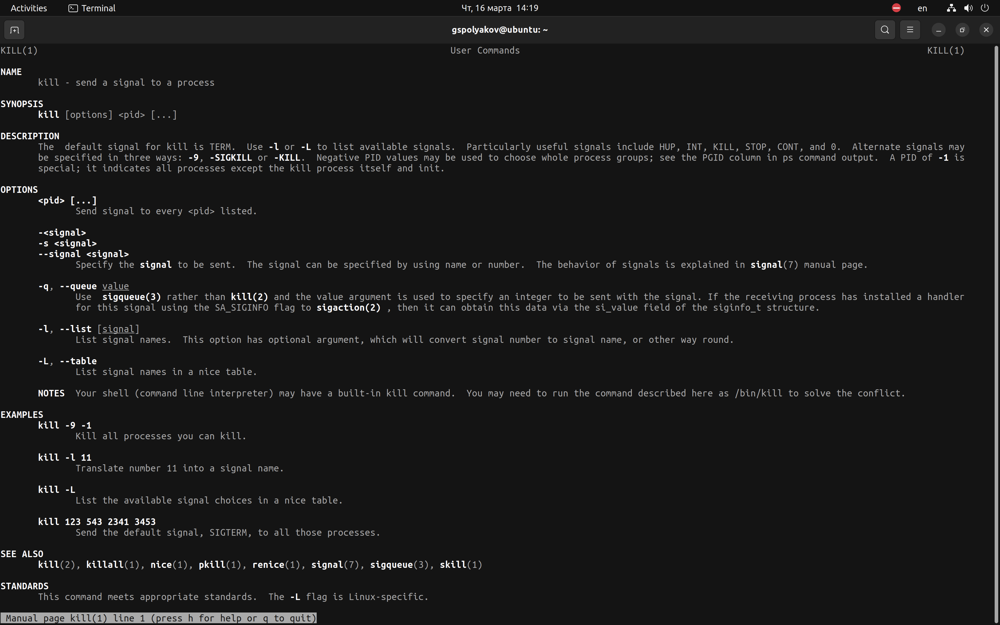 Activities Terminal Чт, 16 марта 14:19 en
gspolyakov@ubuntu: ~
KILL(1) User Commands KILL(1)
NAME
kill - send a signal to a process
SYNOPSIS
kill [options] <pid> [...]
DESCRIPTION
The  default signal for kill is TERM.  Use -l or -L to list available signals.  Particularly useful signals include HUP, INT, KILL, STOP, CONT, and 0.  Alternate signals may
be specified in three ways: -9, -SIGKILL or -KILL.  Negative PID values may be used to choose whole process groups; see the PGID column in ps command output.  A PID of -1 is
special; it indicates all processes except the kill process itself and init.
OPTIONS
<pid> [...]
Send signal to every <pid> listed.
-<signal>
-s <signal>
--signal <signal>
Specify the signal to be sent.  The signal can be specified by using name or number.  The behavior of signals is explained in signal(7) manual page.
-q, --queue value
Use  sigqueue(3) rather than kill(2) and the value argument is used to specify an integer to be sent with the signal. If the receiving process has installed a handler
for this signal using the SA_SIGINFO flag to sigaction(2) , then it can obtain this data via the si_value field of the siginfo_t structure.
-l, --list [signal]
List signal names.  This option has optional argument, which will convert signal number to signal name, or other way round.
-L, --table
List signal names in a nice table.
NOTES  Your shell (command line interpreter) may have a built-in kill command.  You may need to run the command described here as /bin/kill to solve the conflict.
EXAMPLES
kill -9 -1
Kill all processes you can kill.
kill -l 11
Translate number 11 into a signal name.
kill -L
List the available signal choices in a nice table.
kill 123 543 2341 3453
Send the default signal, SIGTERM, to all those processes.
SEE ALSO
kill(2), killall(1), nice(1), pkill(1), renice(1), signal(7), sigqueue(3), skill(1)
STANDARDS
This command meets appropriate standards.  The -L flag is Linux-specific.
Manual page kill(1) line 1 (press h for help or q to quit)